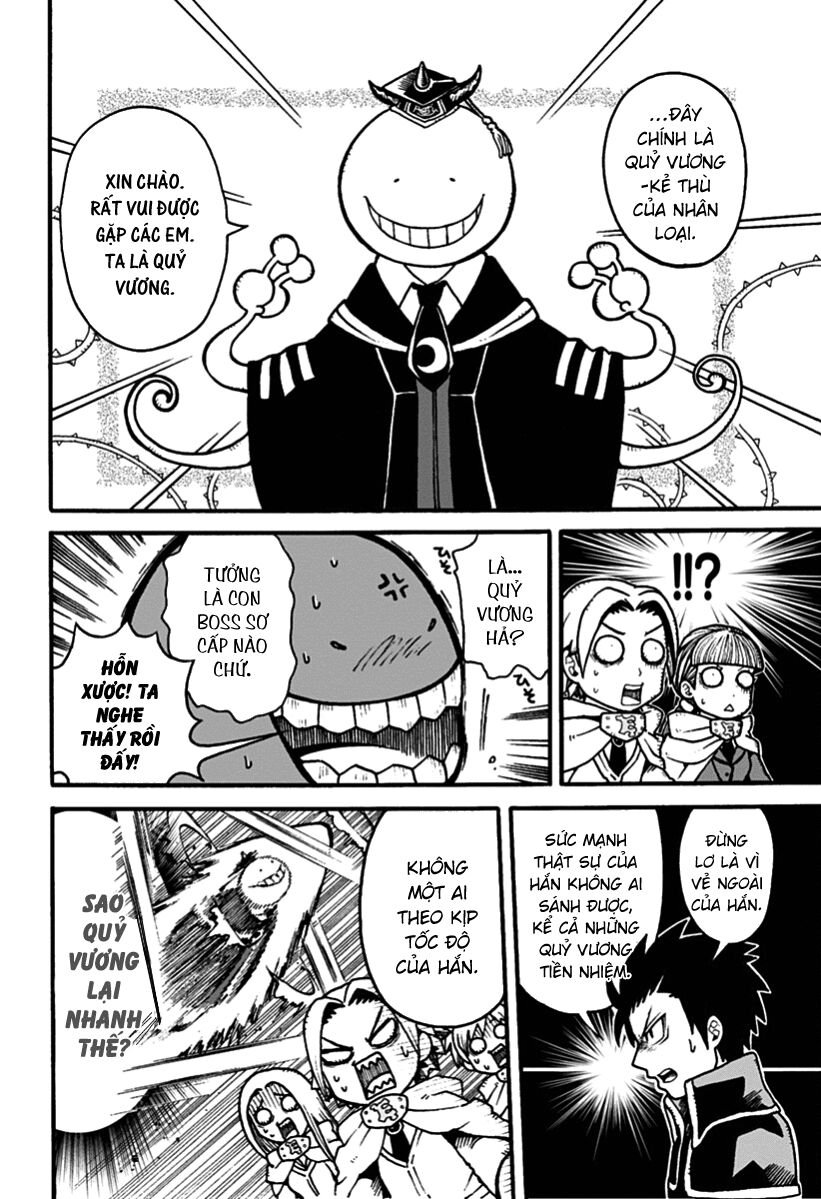 ...ĐÂY
CHÍNH LÀ
QUỶ VƯƠNG
-KẺ THÙ
CỦA NHÂN
LOẠI.
XIN CHÀO.
RẤT VUI ĐƯỢC
GẶP CÁC EM.
TA LÀ QUỶ
VƯƠNG.
!!?
LÀ...
QUỶ
VƯƠNG
HẢ?
ひそ
ひそ
TƯỞNG
LÀ CON
BOSS SƠ
CẤP NÀO
CHỨ.
HỖN
XƯỢC! TA
NGHE
THẤY RỒI
ĐẤY!
ĐỪNG
LƠ LÀ VÌ
VẺ NGOÀI
CỦA HẮN.
SỨC MẠNH
THẬT SỰ CỦA
HẮN KHÔNG AI
SÁNH ĐƯỢC,
KỂ CẢ NHỮNG
QUỶ VƯƠNG
TIỀN NHIỆM.
KHÔNG
MỘT AI
THEO KỊP
TỐC ĐỘ
CỦA HẮN.
SAO
QUỶ
VƯƠNG
LẠI
NHANH
THẾ?